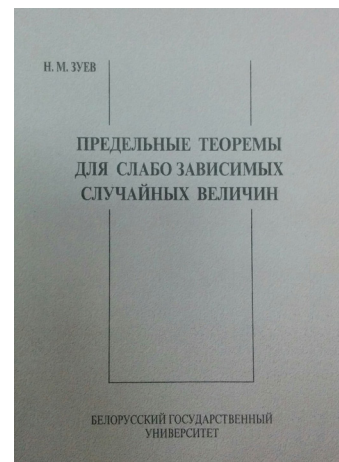 Н. М. ЗУЕВ
ПРЕДЕЛЬНЫЕ ТЕОРЕМЫ
ДЛЯ СЛАБО ЗАВИСИМЫХ
СЛУЧАЙНЫХ ВЕЛИЧИН
БЕЛОРУССКИЙ ГОСУДАРСТВЕННЫЙ
УНИВЕРСИТЕТ